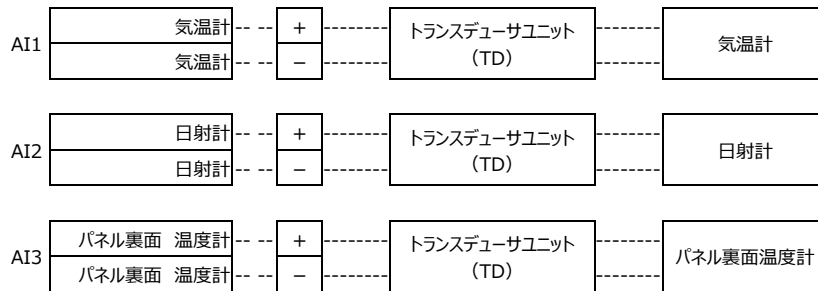 気温計 + トランスデューサユニット 気温計
AI1
気温計 − (TD)
日射計 + トランスデューサユニット 日射計
AI2
日射計 − (TD)
パネル裏面 温度計 + トランスデューサユニット パネル裏面温度計
AI3
パネル裏面 温度計 − (TD)